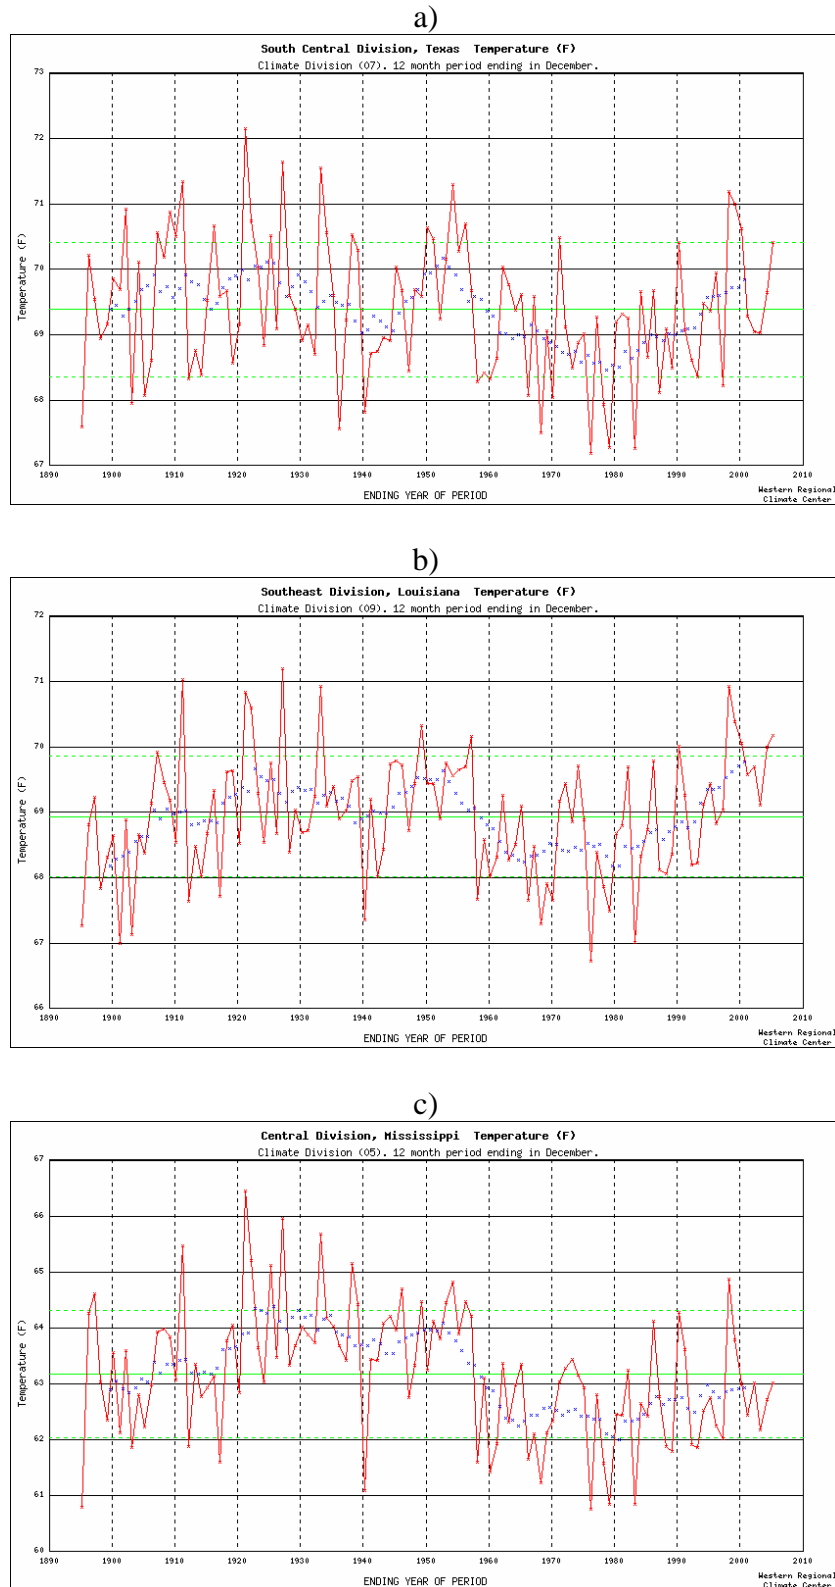 a)
South Central Division, Texas Temperature (F)
Climate Division (07). 12 month period ending in December.
73
72
71
70
69
68
67
Temperature (F)
1890 1900 1910 1920 1930 1940 1950 1960 1970 1980 1990 2000 2010
ENDING YEAR OF PERIOD
Western Regional
Climate Center
b)
Southeast Division, Louisiana Temperature (F)
Climate Division (09). 12 month period ending in December.
72
71
70
69
68
67
66
Temperature (F)
1890 1900 1910 1920 1930 1940 1950 1960 1970 1980 1990 2000 2010
ENDING YEAR OF PERIOD
Western Regional
Climate Center
c)
Central Division, Mississippi Temperature (F)
Climate Division (05). 12 month period ending in December.
67
66
65
64
63
62
61
60
Temperature (F)
1890 1900 1910 1920 1930 1940 1950 1960 1970 1980 1990 2000 2010
ENDING YEAR OF PERIOD
Western Regional
Climate Center